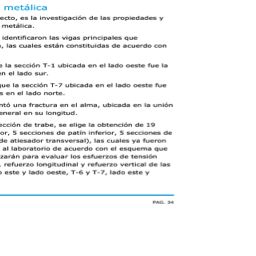 metálica
ecto, es la investigación de las propiedades y
metálica.
identificaron las vigas principales que
, las cuales están constituidas de acuerdo con
e la sección T-1 ubicada en el lado oeste fue la
en el lado sur.
que la sección T-7 ubicada en el lado oeste fue
s en el lado norte.
ntó una fractura en el alma, ubicada en la unión
eneral en su longitud.
ección de trabe, se elige la obtención de 19
or, 5 secciones de patín inferior, 5 secciones de
de atiesador transversal), las cuales ya fueron
al laboratorio de acuerdo con el esquema que
zarán para evaluar los esfuerzos de tensión
, refuerzo longitudinal y refuerzo vertical de las
o este y lado oeste, T-6 y T-7, lado este y
PAG. 34